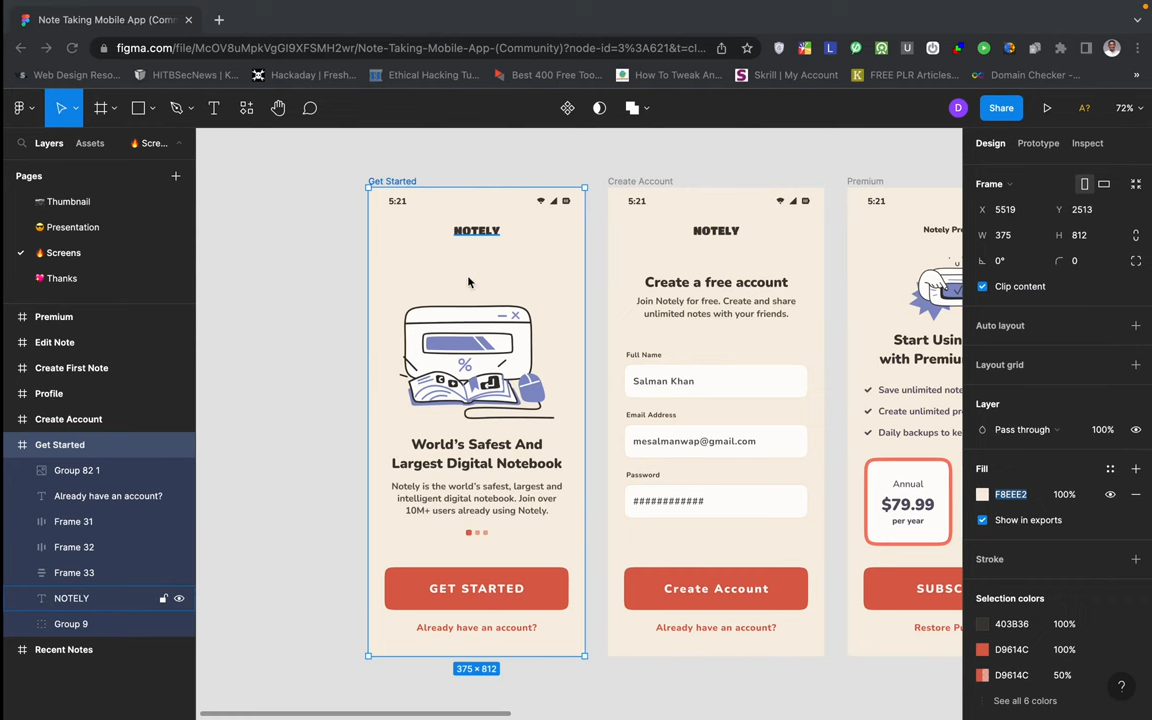 Note Taking Mobile App (Comm
figma.com/file/McOV8uMpkVgGl9XFSMH2wr/Note-Taking-Mobile-App-(Community)?node-id=3%3A621&t=cl...
Web Design Reso...
HITBSecNews | K...
Hackaday | Fresh...
Ethical Hacking Tu...
Best 400 Free Too...
How To Tweak An...
Skrill | My Account
FREE PLR Articles...
Domain Checker -...
D
Share
A?
72%
Layers
Assets
🔥 Scre...
Pages
Thumbnail
Presentation
Screens
Thanks
Premium
Edit Note
Create First Note
Profile
Create Account
Get Started
Group 82 1
Already have an account?
Frame 31
Frame 32
Frame 33
NOTELY
Group 9
Recent Notes
Get Started
5:21
NOTELY
World's Safest And
Largest Digital Notebook
Notely is the world's safest, largest and
intelligent digital notebook. Join over
10M+ users already using Notely.
GET STARTED
Already have an account?
375 × 812
Create Account
5:21
NOTELY
Create a free account
Join Notely for free. Create and share
unlimited notes with your friends.
Full Name
Salman Khan
Email Address
mesalmanwap@gmail.com
Password
############
Create Account
Already have an account?
Premium
5:21
Notely Pre
Start Usin
with Premiu
Save unlimited note
Create unlimited pr
Daily backups to ke
Annual
$79.99
per year
SUBSC
Restore Pu
Design
Prototype
Inspect
Frame
X 5519
Y 2513
W 375
H 812
0°
0
Clip content
Auto layout
Layout grid
Layer
Pass through
100%
Fill
F8EEE2
100%
Show in exports
Stroke
Selection colors
403B36
100%
D9614C
100%
D9614C
50%
See all 6 colors
?